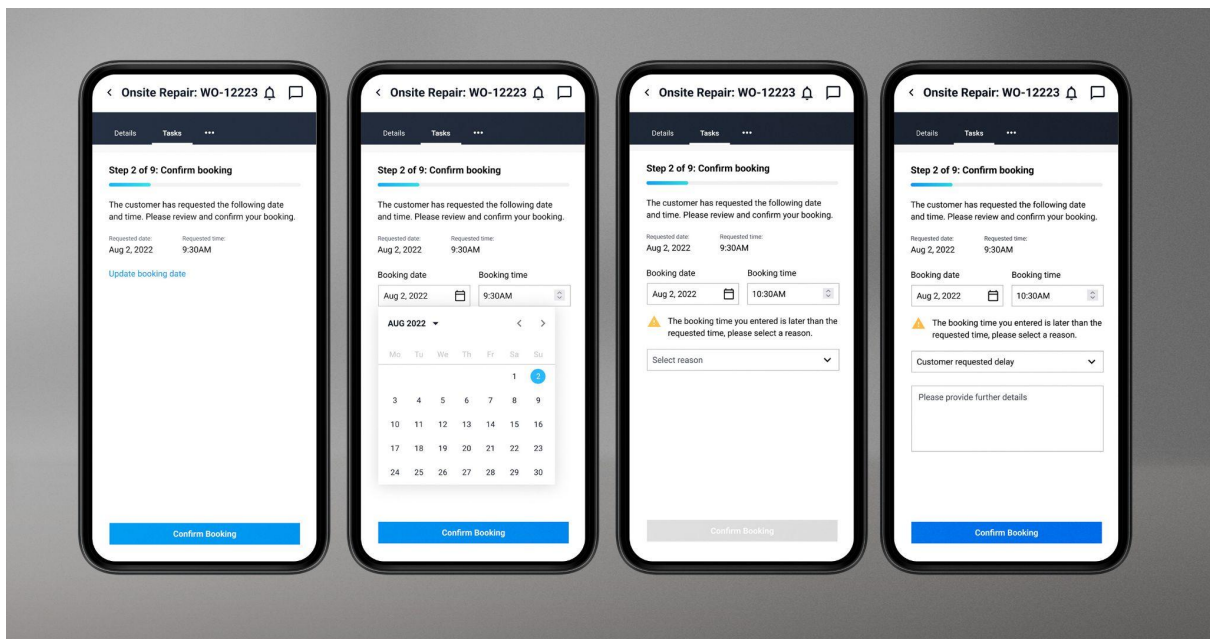 Onsite Repair: WO-12223
Details Tasks
Step 2 of 9: Confirm booking
The customer has requested the following date
and time. Please review and confirm your booking.
Requested date: Requested time:
Aug 2, 2022 9:30AM
Update booking date
Confirm Booking
Onsite Repair: WO-12223
Details Tasks
Step 2 of 9: Confirm booking
The customer has requested the following date
and time. Please review and confirm your booking.
Requested date: Requested time:
Aug 2, 2022 9:30AM
Booking date Booking time
Aug 2, 2022 9:30AM
AUG 2022
Mo Tu We Th Fr Sa Su
1 2
3 4 5 6 7 8 9
10 11 12 13 14 15 16
17 18 19 20 21 22 23
24 25 26 27 28 29 30
Confirm Booking
Onsite Repair: WO-12223
Details Tasks
Step 2 of 9: Confirm booking
The customer has requested the following date
and time. Please review and confirm your booking.
Requested date: Requested time:
Aug 2, 2022 9:30AM
Booking date Booking time
Aug 2, 2022 10:30AM
The booking time you entered is later than the
requested time, please select a reason.
Select reason
Confirm Booking
Onsite Repair: WO-12223
Details Tasks
Step 2 of 9: Confirm booking
The customer has requested the following date
and time. Please review and confirm your booking.
Requested date: Requested time:
Aug 2, 2022 9:30AM
Booking date Booking time
Aug 2, 2022 10:30AM
The booking time you entered is later than the
requested time, please select a reason.
Customer requested delay
Please provide further details
Confirm Booking